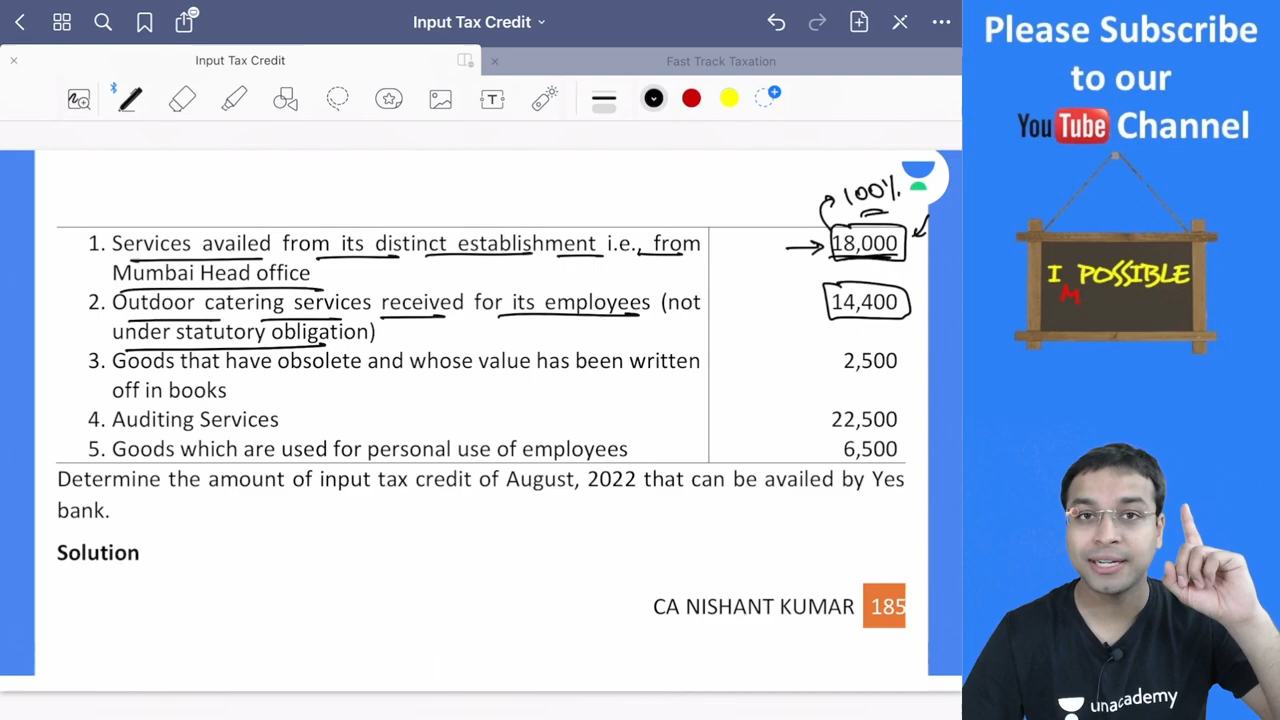 Input Tax Credit
Please Subscribe
to our
YouTube Channel
Input Tax Credit
Fast Track Taxation
T
100%
I POSSIBLE
M
1. Services availed from its distinct establishment i.e., from 18,000
Mumbai Head office
2. Outdoor catering services received for its employees (not 14,400
under statutory obligation)
3. Goods that have obsolete and whose value has been written 2,500
off in books
4. Auditing Services 22,500
5. Goods which are used for personal use of employees 6,500
Determine the amount of input tax credit of August, 2022 that can be availed by Yes
bank.
Solution
CA NISHANT KUMAR 185
unacademy